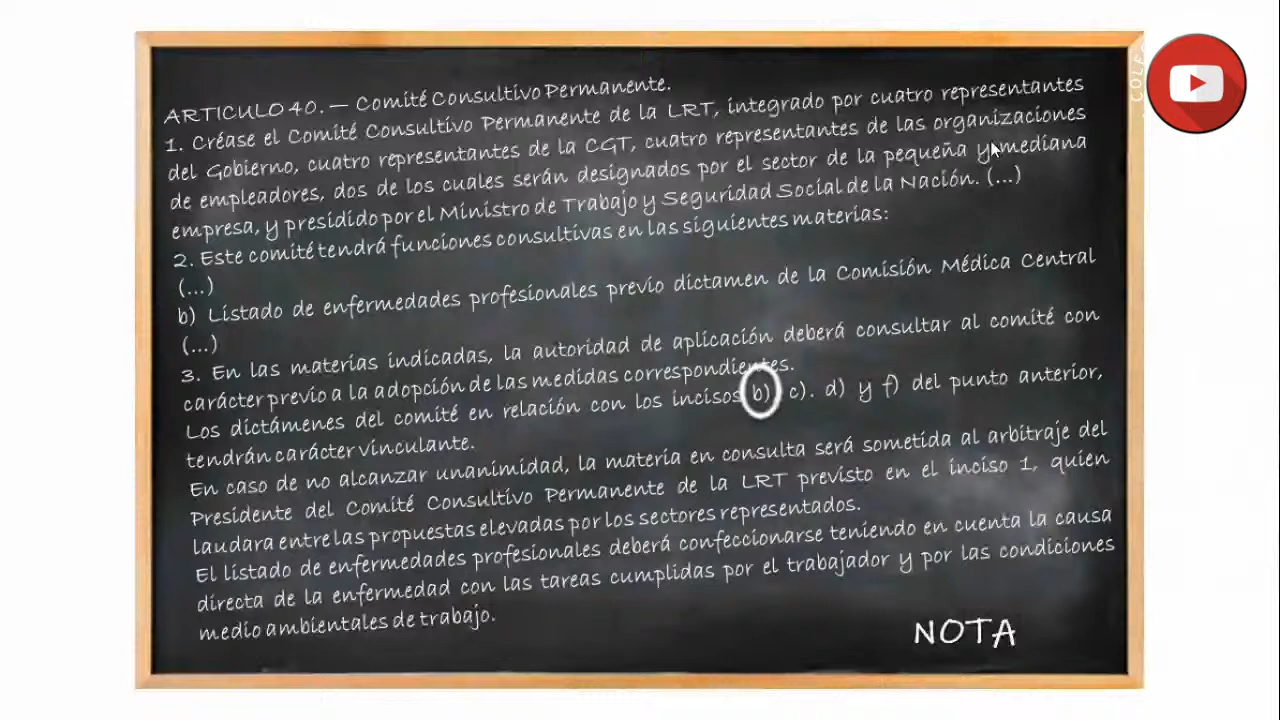 ARTICULO 40. — Comité Consultivo Permanente.
1. Créase el Comité Consultivo Permanente de la LRT, integrado por cuatro representantes
del Gobierno, cuatro representantes de la CGT, cuatro representantes de las organizaciones
de empleadores, dos de los cuales serán designados por el sector de la pequeña y mediana
empresa, y presidido por el Ministro de Trabajo y Seguridad Social de la Nación. (...)
2. Este comité tendrá funciones consultivas en las siguientes materias:
(...)
b) Listado de enfermedades profesionales previo dictamen de la Comisión Médica Central
(...)
3. En las materias indicadas, la autoridad de aplicación deberá consultar al comité con
carácter previo a la adopción de las medidas correspondientes.
Los dictámenes del comité en relación con los incisos b) c). d) y f) del punto anterior,
tendrán carácter vinculante.
En caso de no alcanzar unanimidad, la materia en consulta será sometida al arbitraje del
Presidente del Comité Consultivo Permanente de la LRT previsto en el inciso 1, quien
laudara entre las propuestas elevadas por los sectores representados.
El listado de enfermedades profesionales deberá confeccionarse teniendo en cuenta la causa
directa de la enfermedad con las tareas cumplidas por el trabajador y por las condiciones
medio ambientales de trabajo.
NOTA